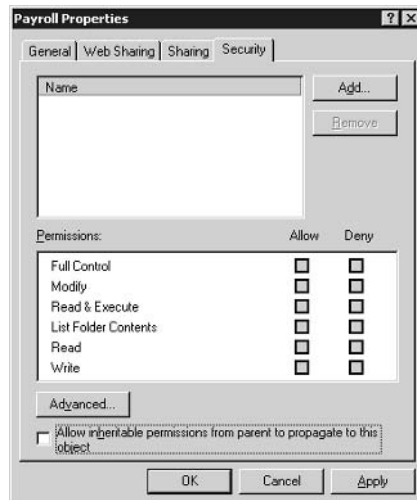 Payroll Properties
General Web Sharing Sharing Security
Name
Add...
Remove
Permissions: Allow Deny
Full Control
Modify
Read & Execute
List Folder Contents
Read
Write
Advanced...
Allow inheritable permissions from parent to propagate to this
object
OK Cancel Apply